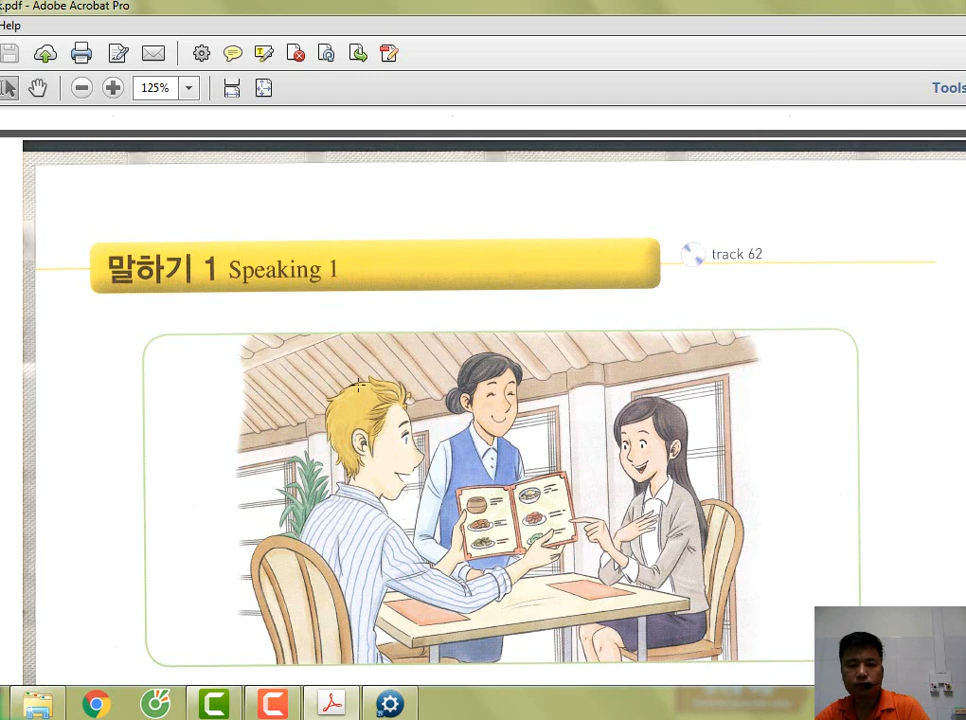 k.pdf - Adobe Acrobat Pro
Help
125%
Tools
말하기 1 Speaking 1
track 62